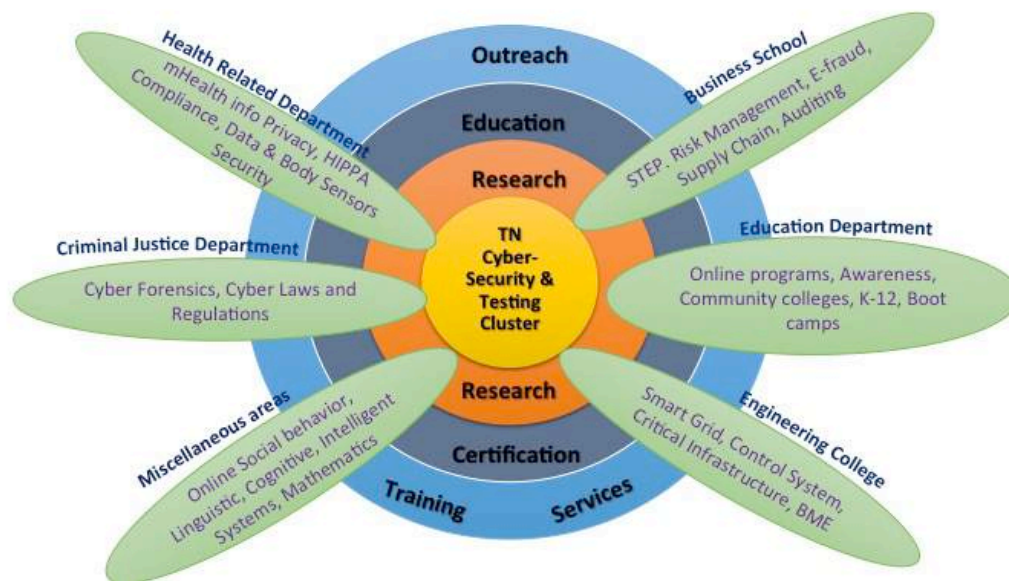 Outreach
Education
Research
TN
Cyber-
Security &
Testing
Cluster
Research
Certification
Training
Services
Health Related Department
mHealth info Privacy, HIPPA
Compliance, Data & Body Sensors
Security
Business School
STEP. Risk Management, E-fraud,
Supply Chain, Auditing
Criminal Justice Department
Cyber Forensics, Cyber Laws and
Regulations
Education Department
Online programs, Awareness,
Community colleges, K-12, Boot
camps
Miscellaneous areas
Online Social behavior,
Linguistic, Cognitive, Intelligent
Systems, Mathematics
Engineering College
Smart Grid, Control System,
Critical Infrastructure, BME